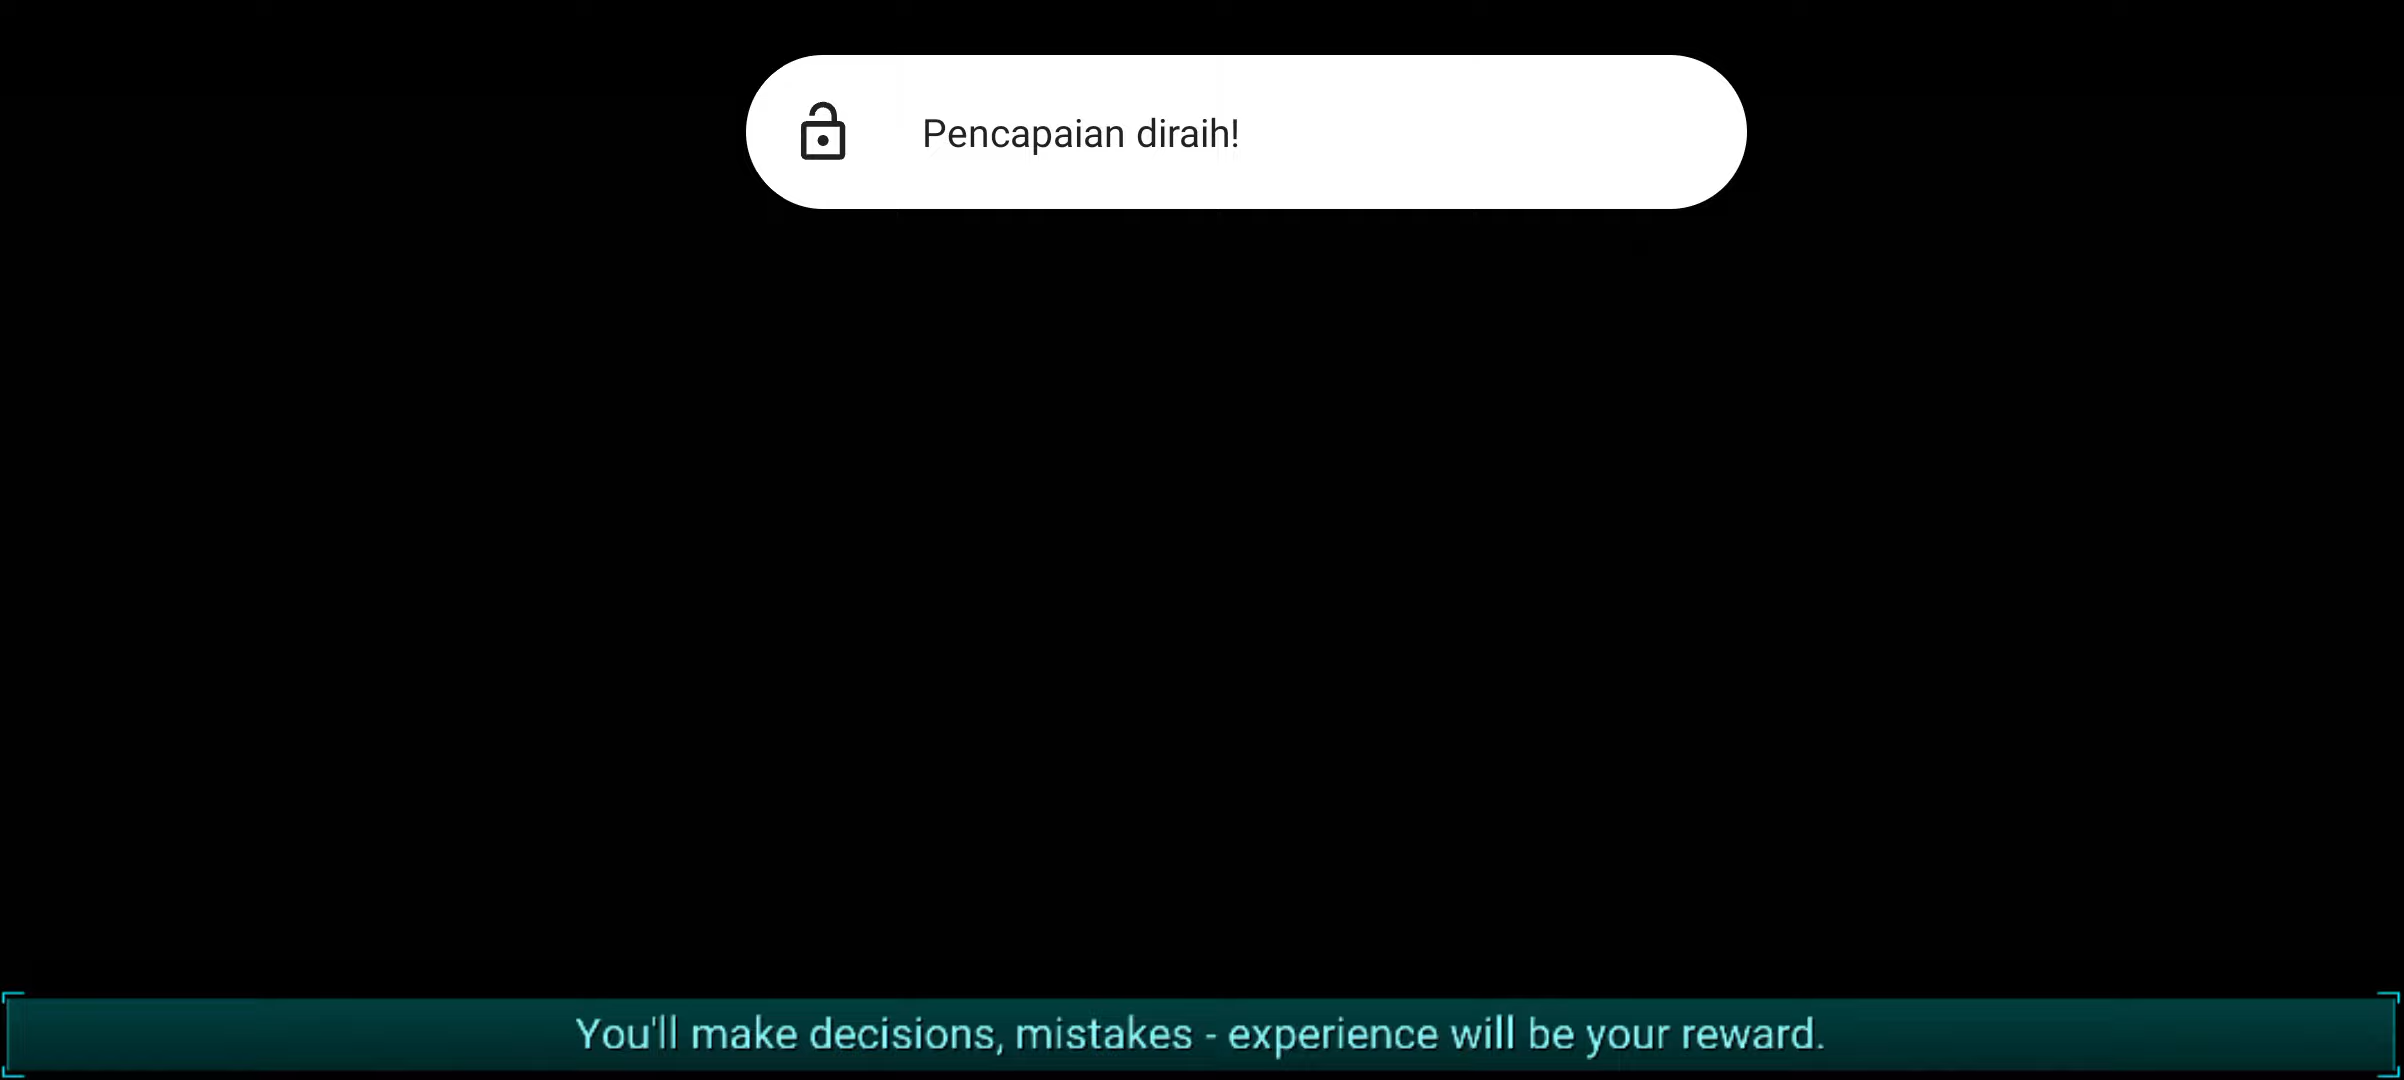 Pencapaian diraih!
You'll make decisions, mistakes - experience will be your reward.